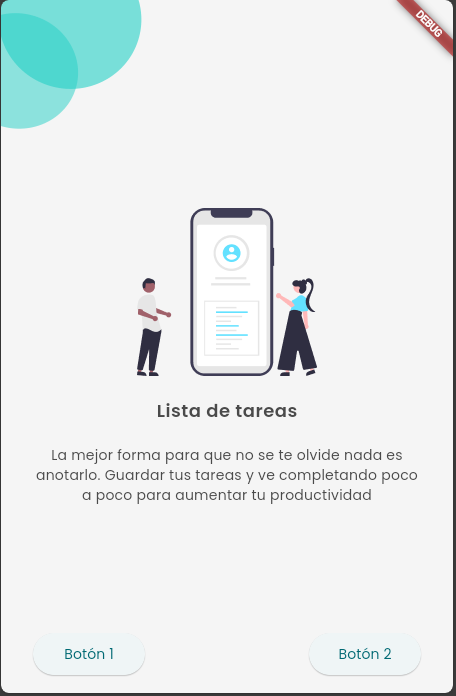 DEBUG
Lista de tareas
La mejor forma para que no se te olvide nada es
anotarlo. Guardar tus tareas y ve completando poco
a poco para aumentar tu productividad
Botón 1
Botón 2